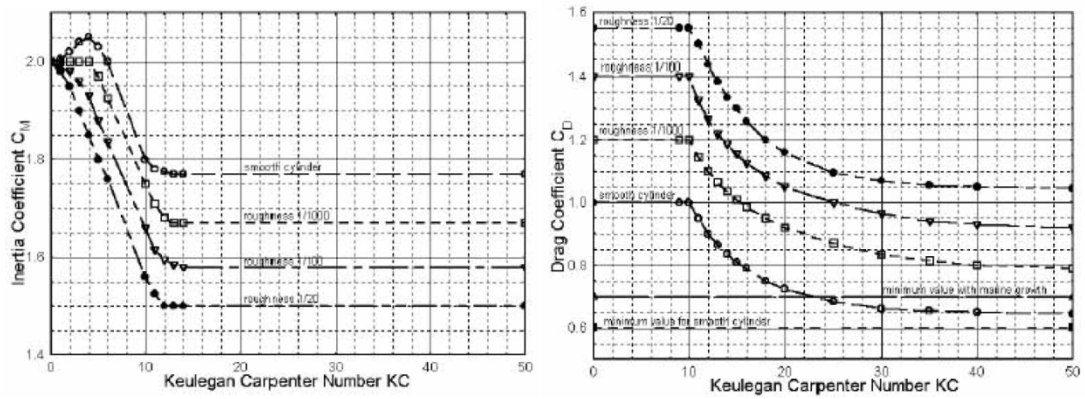 2.0
1.8
1.6
1.4
Inertia Coefficient C_M
smooth cylinder
roughness 1/1000
roughness 1/100
roughness 1/20
0 10 20 30 40 50
Keulegan Carpenter Number KC
1.6
1.4
1.2
1.0
0.8
0.6
Drag Coefficient C_D
roughness 1/20
roughness 1/100
roughness 1/1000
smooth cylinder
minimum value with marine growth
minimum value for smooth cylinder
0 10 20 30 40 50
Keulegan Carpenter Number KC